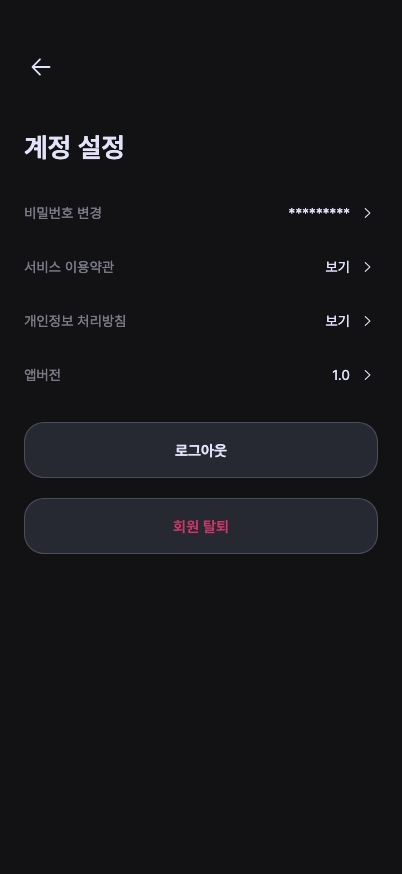 계정 설정
비밀번호 변경 *********
서비스 이용약관 보기
개인정보 처리방침 보기
앱버전 1.0
로그아웃
회원 탈퇴